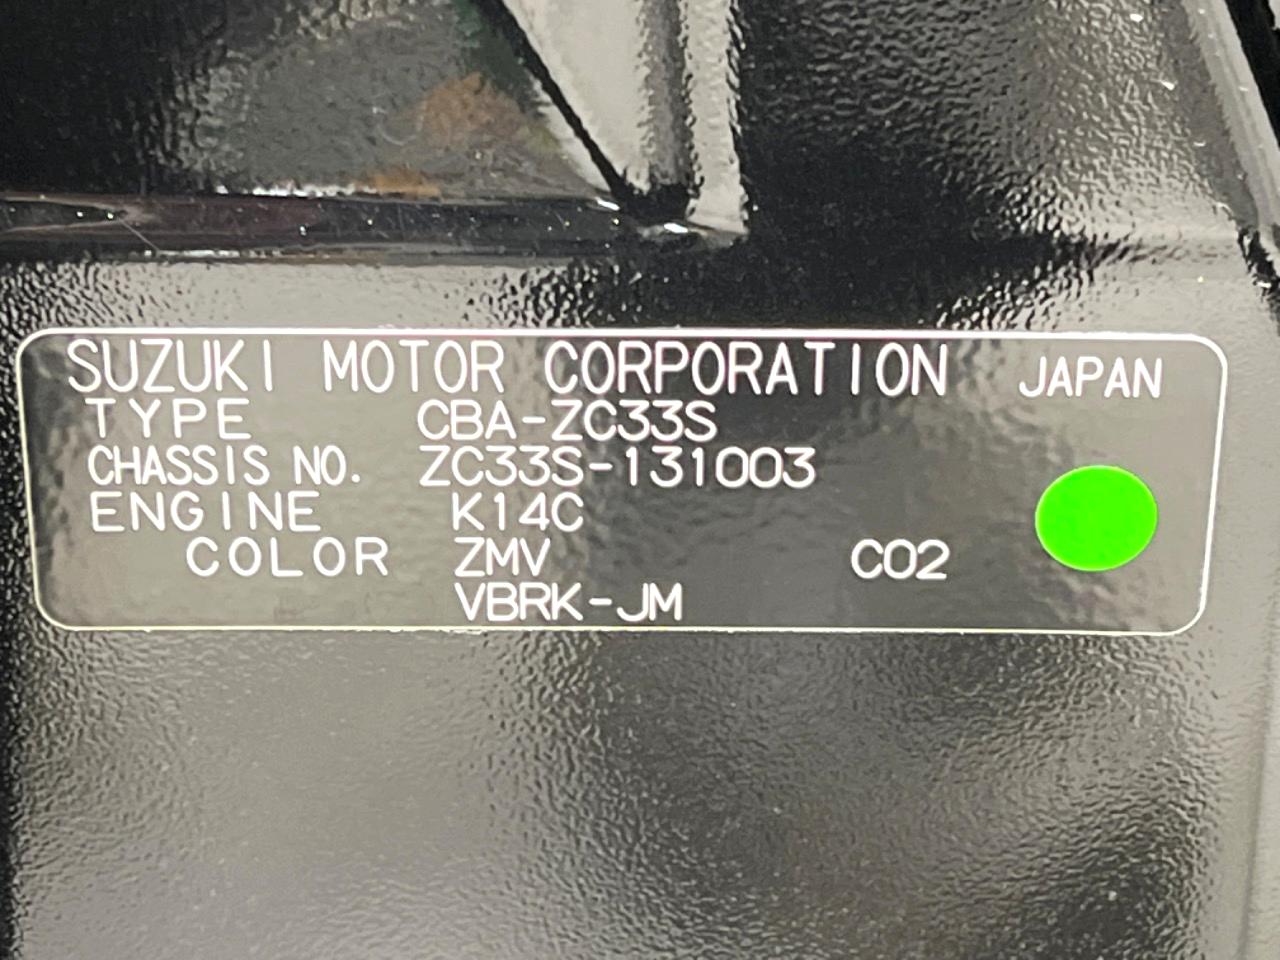 SUZUKI MOTOR CORPORATION JAPAN
TYPE CBA-ZC33S
CHASSIS NO. ZC33S-131003
ENGINE K14C
COLOR ZMV C02
VBRK-JM